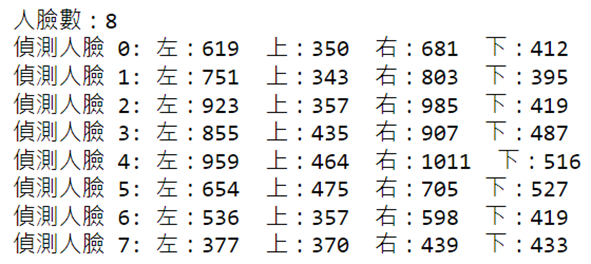 人臉數：8
偵測人臉 0: 左：619 上：350 右：681 下：412
偵測人臉 1: 左：751 上：343 右：803 下：395
偵測人臉 2: 左：923 上：357 右：985 下：419
偵測人臉 3: 左：855 上：435 右：907 下：487
偵測人臉 4: 左：959 上：464 右：1011 下：516
偵測人臉 5: 左：654 上：475 右：705 下：527
偵測人臉 6: 左：536 上：357 右：598 下：419
偵測人臉 7: 左：377 上：370 右：439 下：433